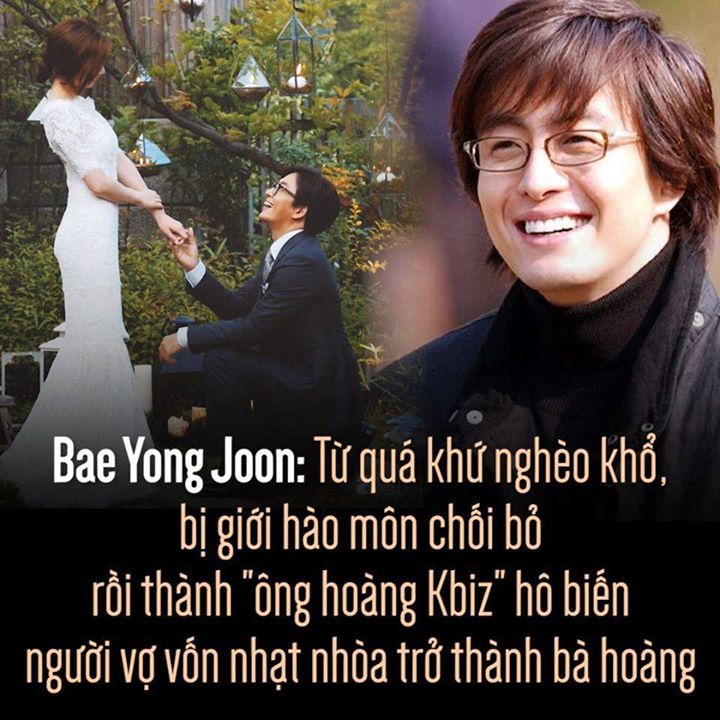 Bae Yong Joon: Từ quá khứ nghèo khổ,
bị giới hào môn chối bỏ
rồi thành "ông hoàng Kbiz" hô biến
người vợ vốn nhạt nhòa trở thành bà hoàng